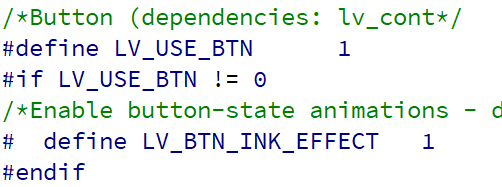 /*Button (dependencies: lv_cont*/
#define LV_USE_BTN      1
#if LV_USE_BTN != 0
/*Enable button-state animations - d
#  define LV_BTN_INK_EFFECT   1
#endif